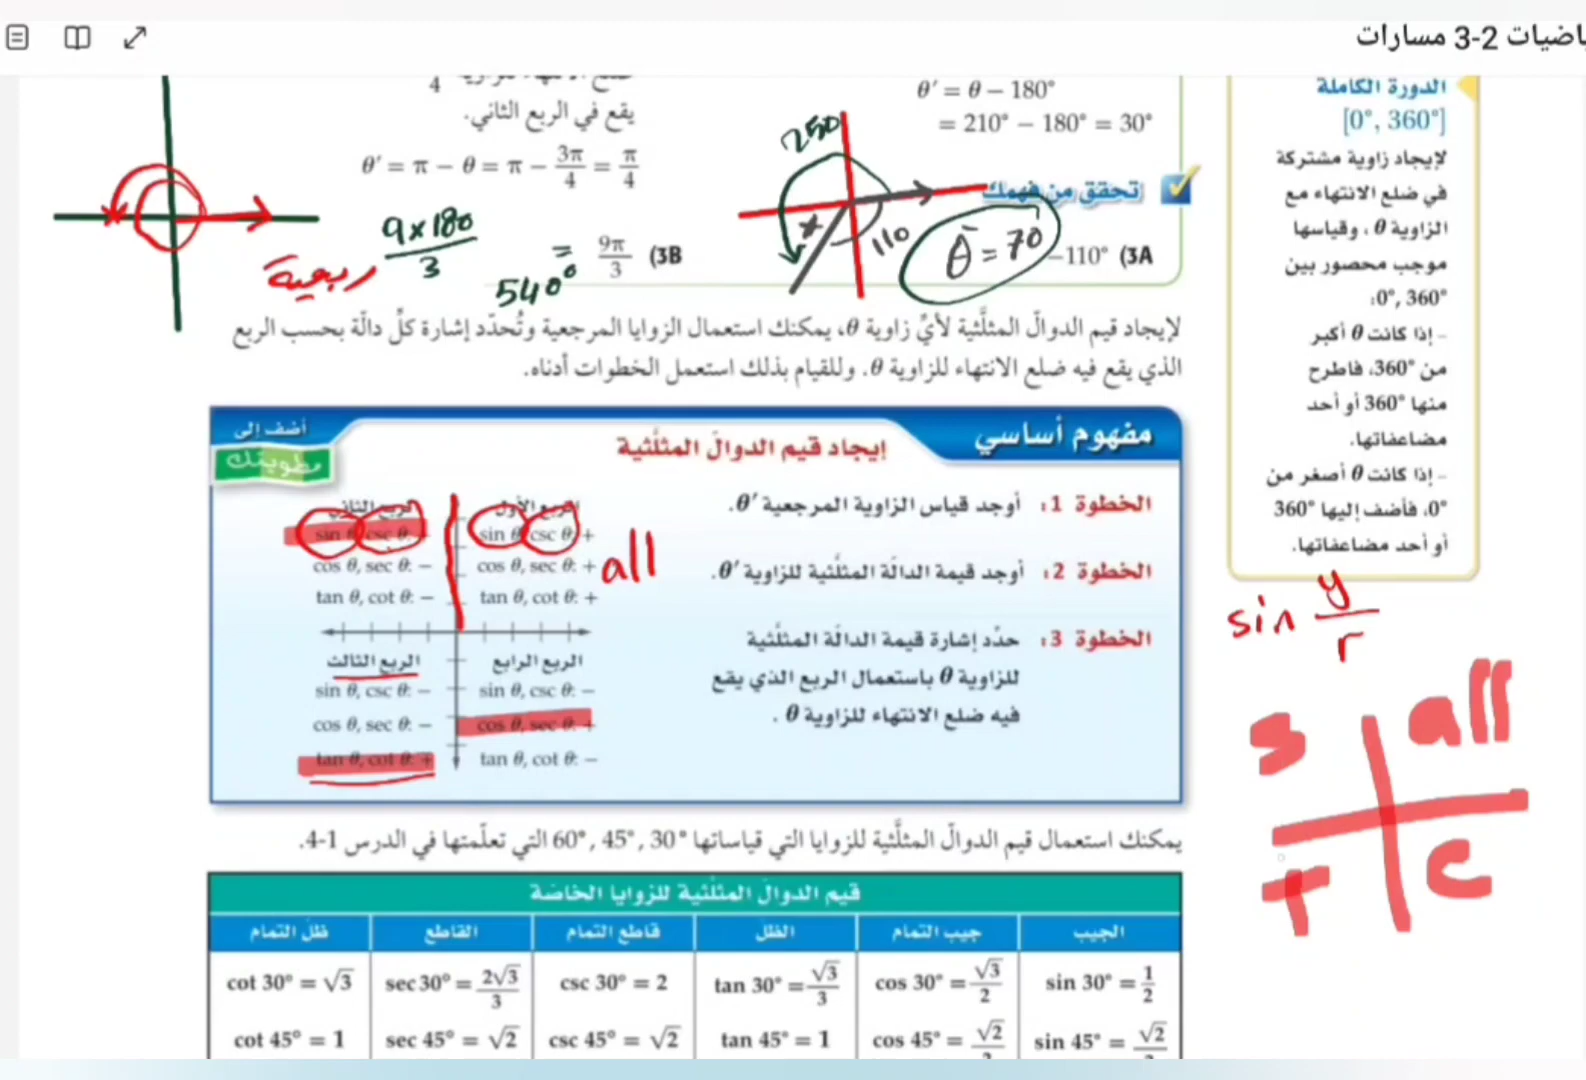 رياضيات 2-3 مسارات
الدورة الكاملة
[0°, 360°]
لإيجاد زاوية مشتركة
في ضلع الانتهاء مع
الزاوية θ، وقياسها
موجب محصور بين
0°, 360°:
- إذا كانت θ أكبر
من 360°، فاطرح
منها 360° أو أحد
مضاعفاتها.
- إذا كانت θ أصغر من
0°، فأضف إليها 360°
أو أحد مضاعفاتها.
θ′ = θ − 180°
= 210° − 180° = 30°
4
يقع في الربع الثاني.
θ′ = π − θ = π − 3π/4 = π/4
تحقق من فهمك
−110° (3A
9π/3 (3B
250
110
θ′ = 70
9×180/3
= 540°
ربعية
لإيجاد قيم الدوال المثلَّثية لأيِّ زاوية θ، يمكنك استعمال الزوايا المرجعية وتُحدَّد إشارة كلِّ دالّة بحسب الربع
الذي يقع فيه ضلع الانتهاء للزاوية θ. وللقيام بذلك استعمل الخطوات أدناه.
مفهوم أساسي
إيجاد قيم الدوال المثلَّثية
أضف إلى
مطويتك
الخطوة 1: أوجد قياس الزاوية المرجعية θ′.
الخطوة 2: أوجد قيمة الدالة المثلثية للزاوية θ′.
الخطوة 3: حدّد إشارة قيمة الدالة المثلثية
للزاوية θ باستعمال الربع الذي يقع
فيه ضلع الانتهاء للزاوية θ.
الربع الأول
sin θ, csc θ: +
cos θ, sec θ: +
tan θ, cot θ: +
all
الربع الثاني
sin θ, csc θ: +
cos θ, sec θ: −
tan θ, cot θ: −
الربع الثالث
sin θ, csc θ: −
cos θ, sec θ: −
tan θ, cot θ: +
الربع الرابع
sin θ, csc θ: −
cos θ, sec θ: +
tan θ, cot θ: −
sin y/r
S all
T C
يمكنك استعمال قيم الدوالّ المثلَّثية للزوايا التي قياساتها 30°, 45°, 60° التي تعلّمتها في الدرس 1-4.
قيم الدوال المثلثية للزوايا الخاصة
الجيب جيب التمام الظل قاطع التمام القاطع ظل التمام
sin 30° = 1/2 cos 30° = √3/2 tan 30° = √3/3 csc 30° = 2 sec 30° = 2√3/3 cot 30° = √3
sin 45° = √2/2 cos 45° = √2/2 tan 45° = 1 csc 45° = √2 sec 45° = √2 cot 45° = 1